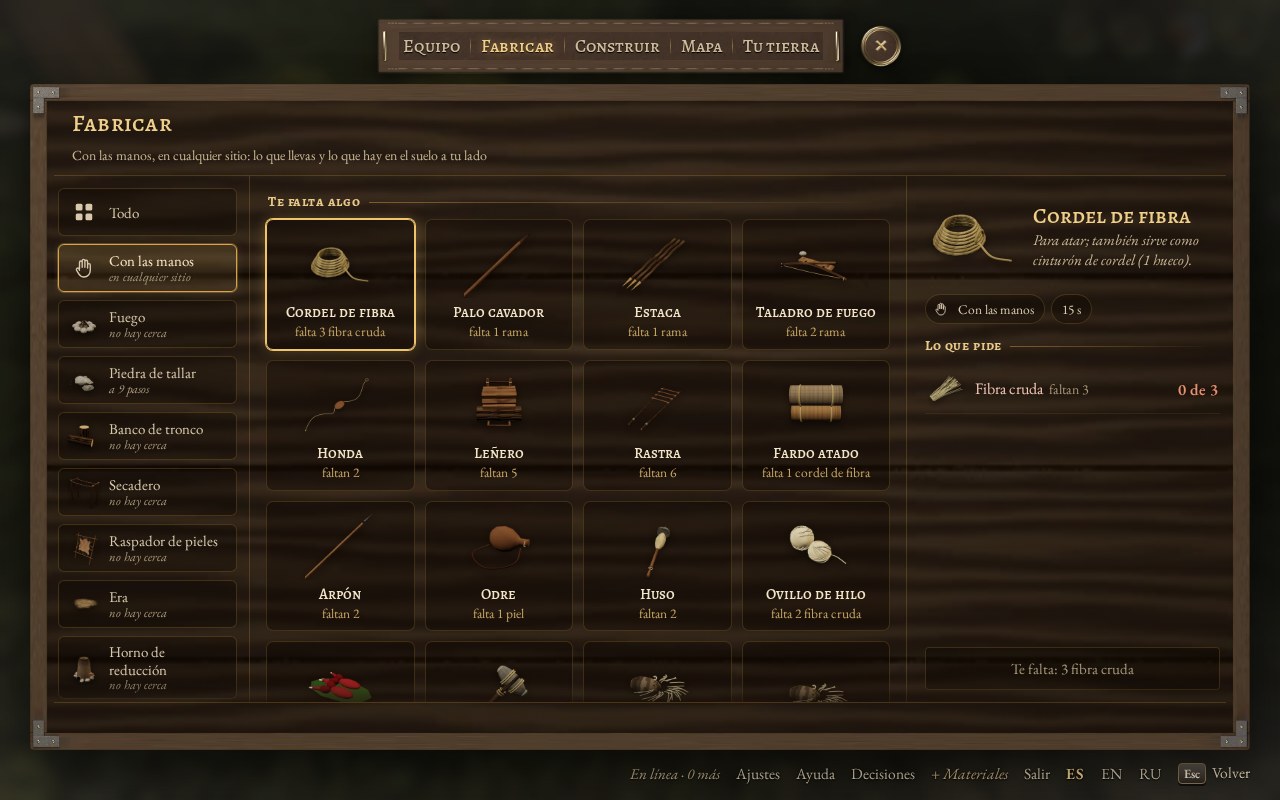 Equipo
Fabricar
Construir
Mapa
Tu tierra
Fabricar
Con las manos, en cualquier sitio: lo que llevas y lo que hay en el suelo a tu lado
Todo
Con las manos
en cualquier sitio
Fuego
no hay cerca
Piedra de tallar
a 9 pasos
Banco de tronco
no hay cerca
Secadero
no hay cerca
Raspador de pieles
no hay cerca
Era
no hay cerca
Horno de
reducción
no hay cerca
Te falta algo
Cordel de fibra
falta 3 fibra cruda
Palo cavador
falta 1 rama
Estaca
falta 1 rama
Taladro de fuego
falta 2 rama
Honda
faltan 2
Leñero
faltan 5
Rastra
faltan 6
Fardo atado
falta 1 cordel de fibra
Arpón
faltan 2
Odre
falta 1 piel
Huso
faltan 2
Ovillo de hilo
falta 2 fibra cruda
Cordel de fibra
Para atar; también sirve como
cinturón de cordel (1 hueco).
Con las manos
15 s
Lo que pide
Fibra cruda faltan 3
0 de 3
Te falta: 3 fibra cruda
En línea · 0 más
Ajustes
Ayuda
Decisiones
+ Materiales
Salir
ES
EN
RU
Esc
Volver